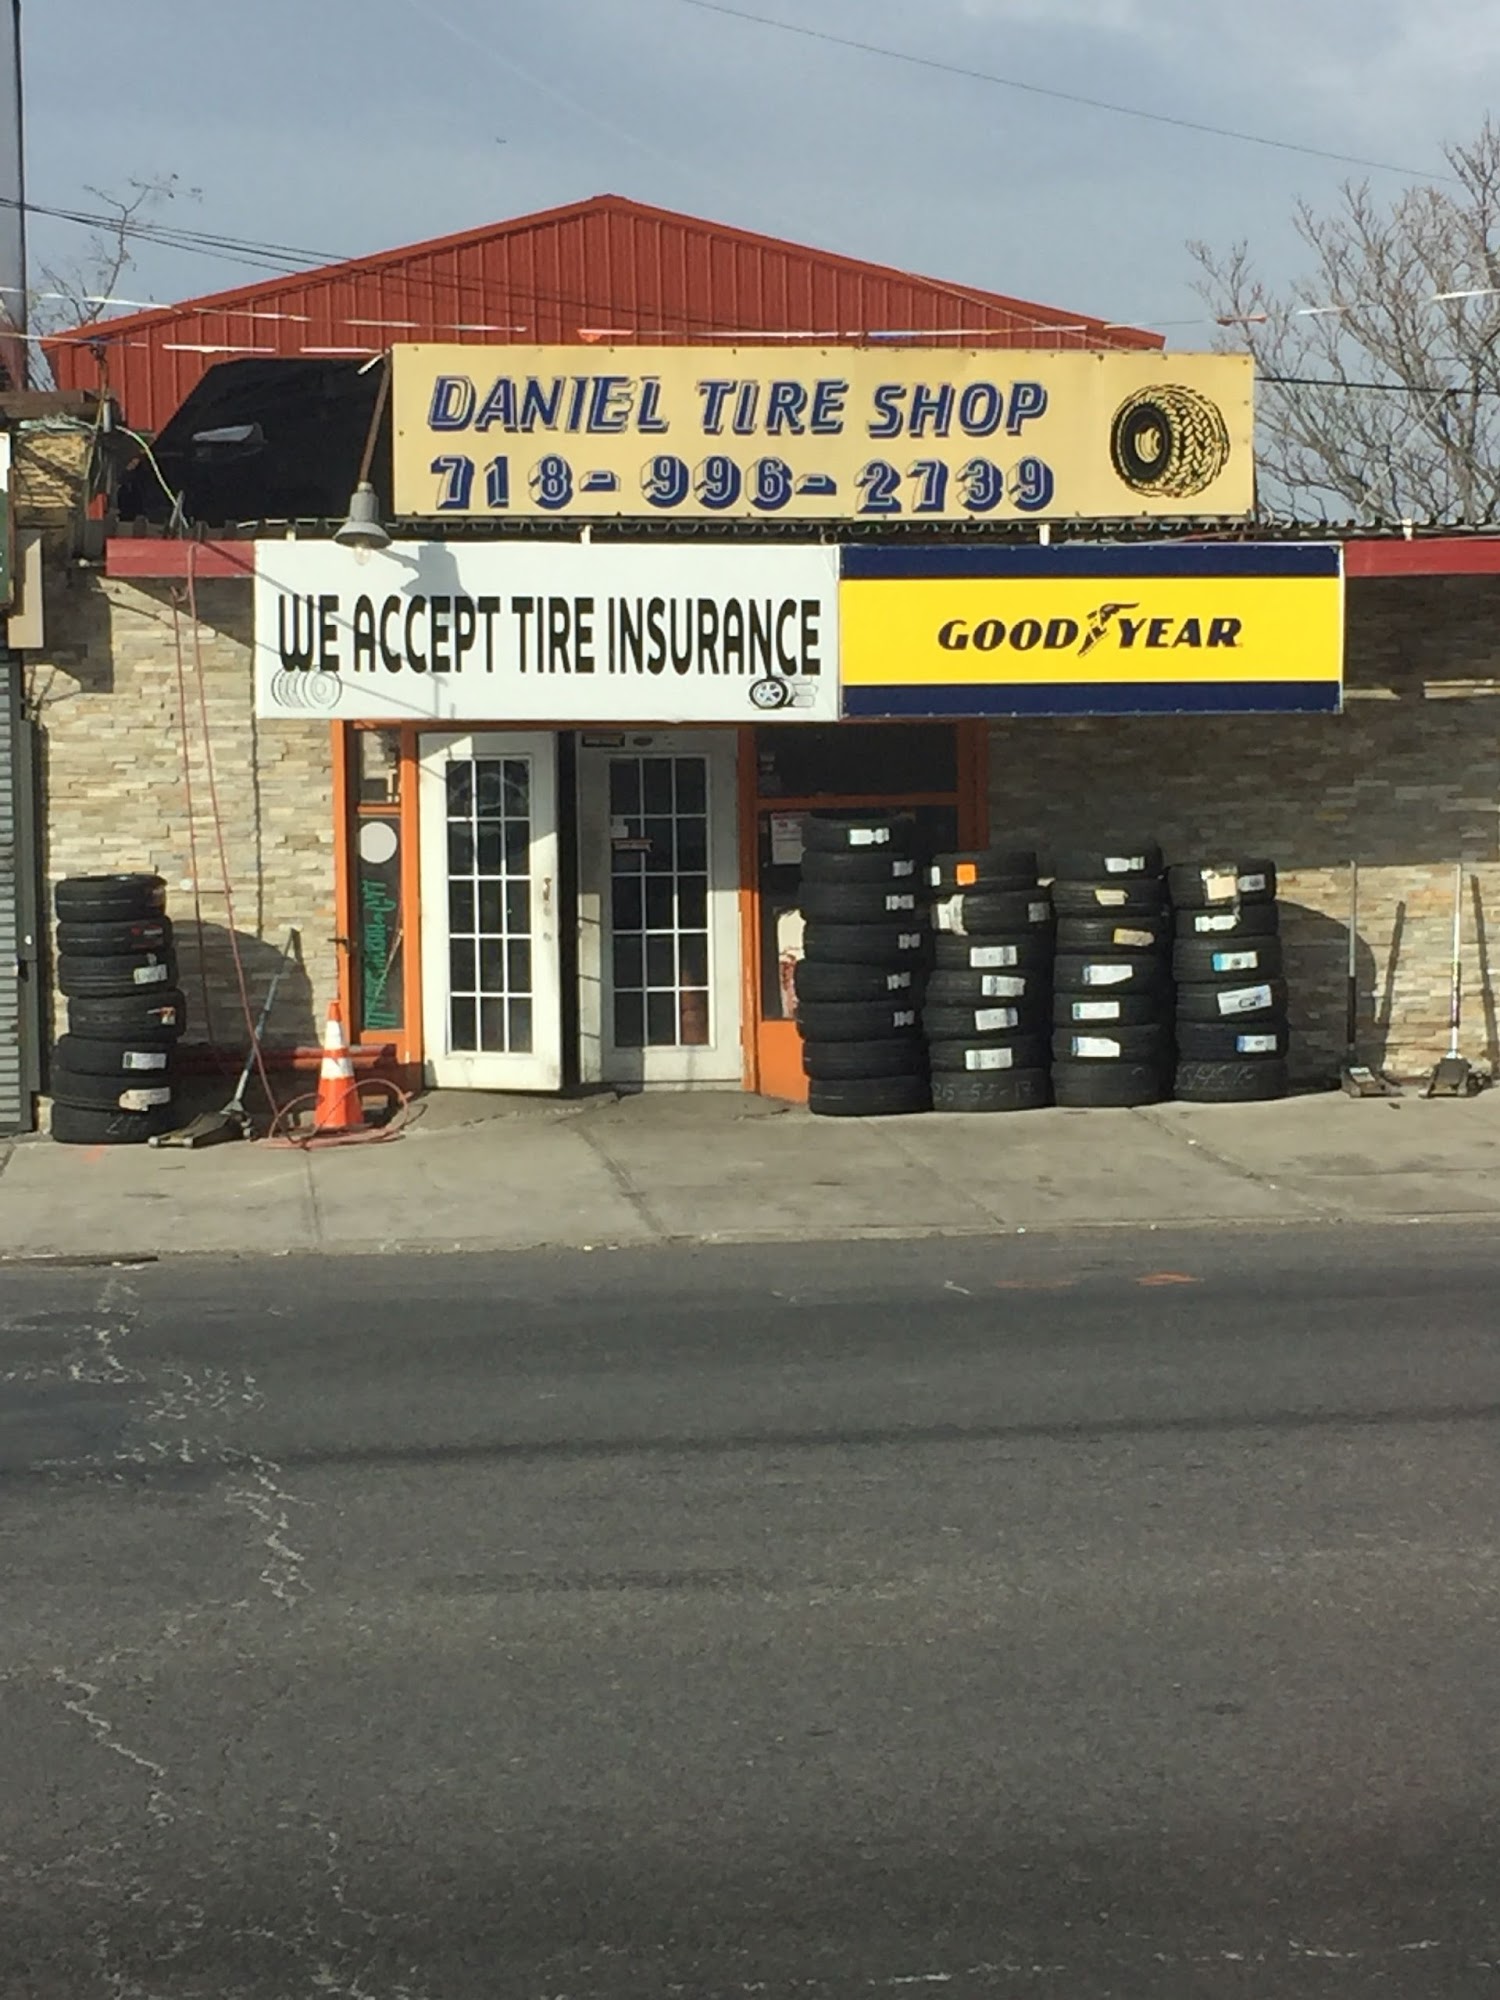 DANIEL TIRE SHOP
718-996-2739
WE ACCEPT TIRE INSURANCE
GOODYEAR